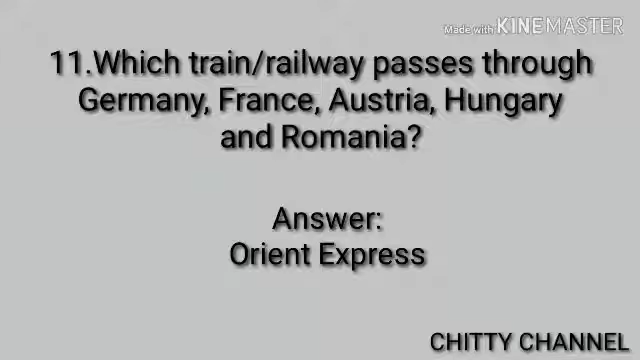 Made with KINEMASTER
11.Which train/railway passes through
Germany, France, Austria, Hungary
and Romania?
Answer:
Orient Express
CHITTY CHANNEL